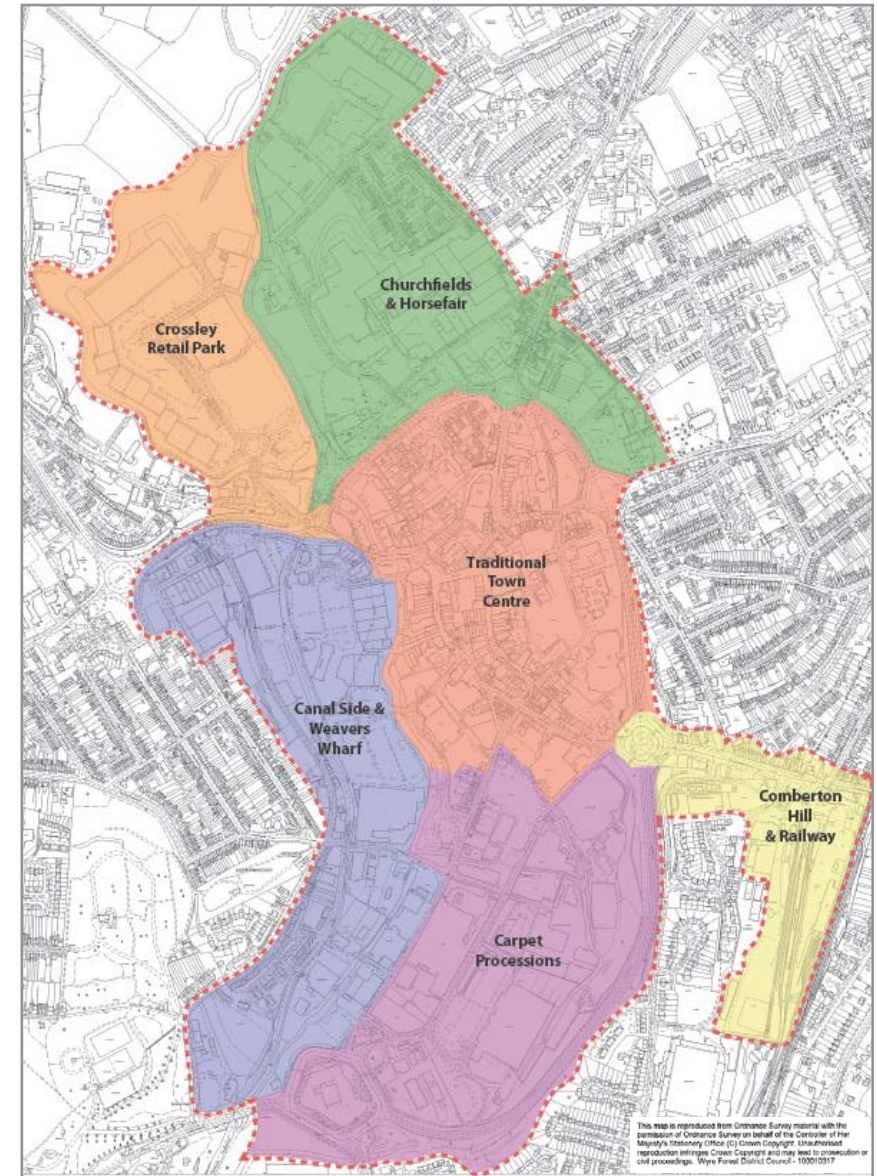 Churchfields
& Horsefair
Crossley
Retail Park
Traditional
Town
Centre
Canal Side &
Weavers
Wharf
Comberton
Hill
& Railway
Carpet
Processions
This map is reproduced from Ordnance Survey material with the
permission of Ordnance Survey on behalf of the Controller of Her
Majesty's Stationery Office (C) Crown Copyright. Unauthorised
reproduction infringes Crown Copyright and may lead to prosecution or
civil proceedings. Wyre Forest District Council - 100010317